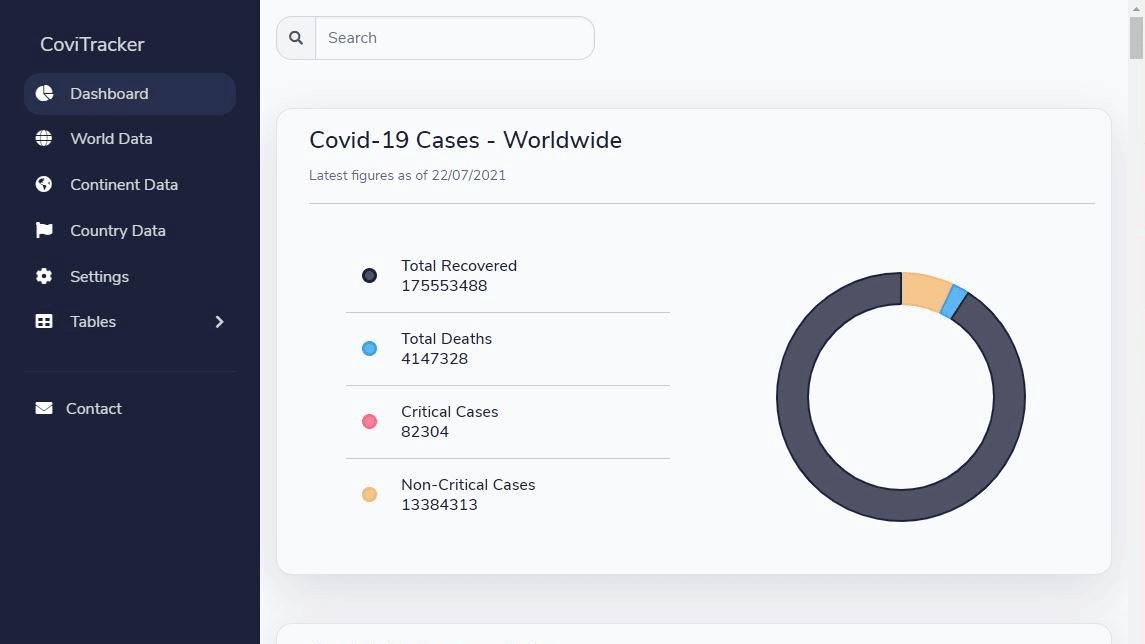 CoviTracker
Dashboard
World Data
Continent Data
Country Data
Settings
Tables
Contact
Search
Covid-19 Cases - Worldwide
Latest figures as of 22/07/2021
Total Recovered
175553488
Total Deaths
4147328
Critical Cases
82304
Non-Critical Cases
13384313